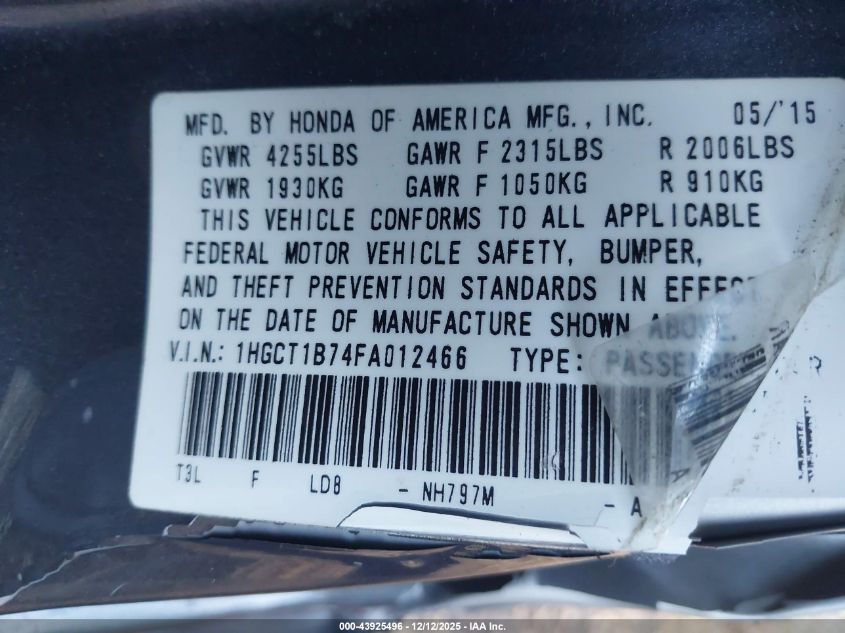 MFD. BY HONDA OF AMERICA MFG., INC. 05/'15
GVWR 4255LBS GAWR F 2315LBS R 2006LBS
GVWR 1930KG GAWR F 1050KG R 910KG
THIS VEHICLE CONFORMS TO ALL APPLICABLE
FEDERAL MOTOR VEHICLE SAFETY, BUMPER,
AND THEFT PREVENTION STANDARDS IN EFFECT
ON THE DATE OF MANUFACTURE SHOWN ABOVE.
V.I.N.: 1HGCT1B74FA012466 TYPE:
T3L F LD8 - NH797M - A
000-43925496 - 12/12/2025 - IAA Inc.